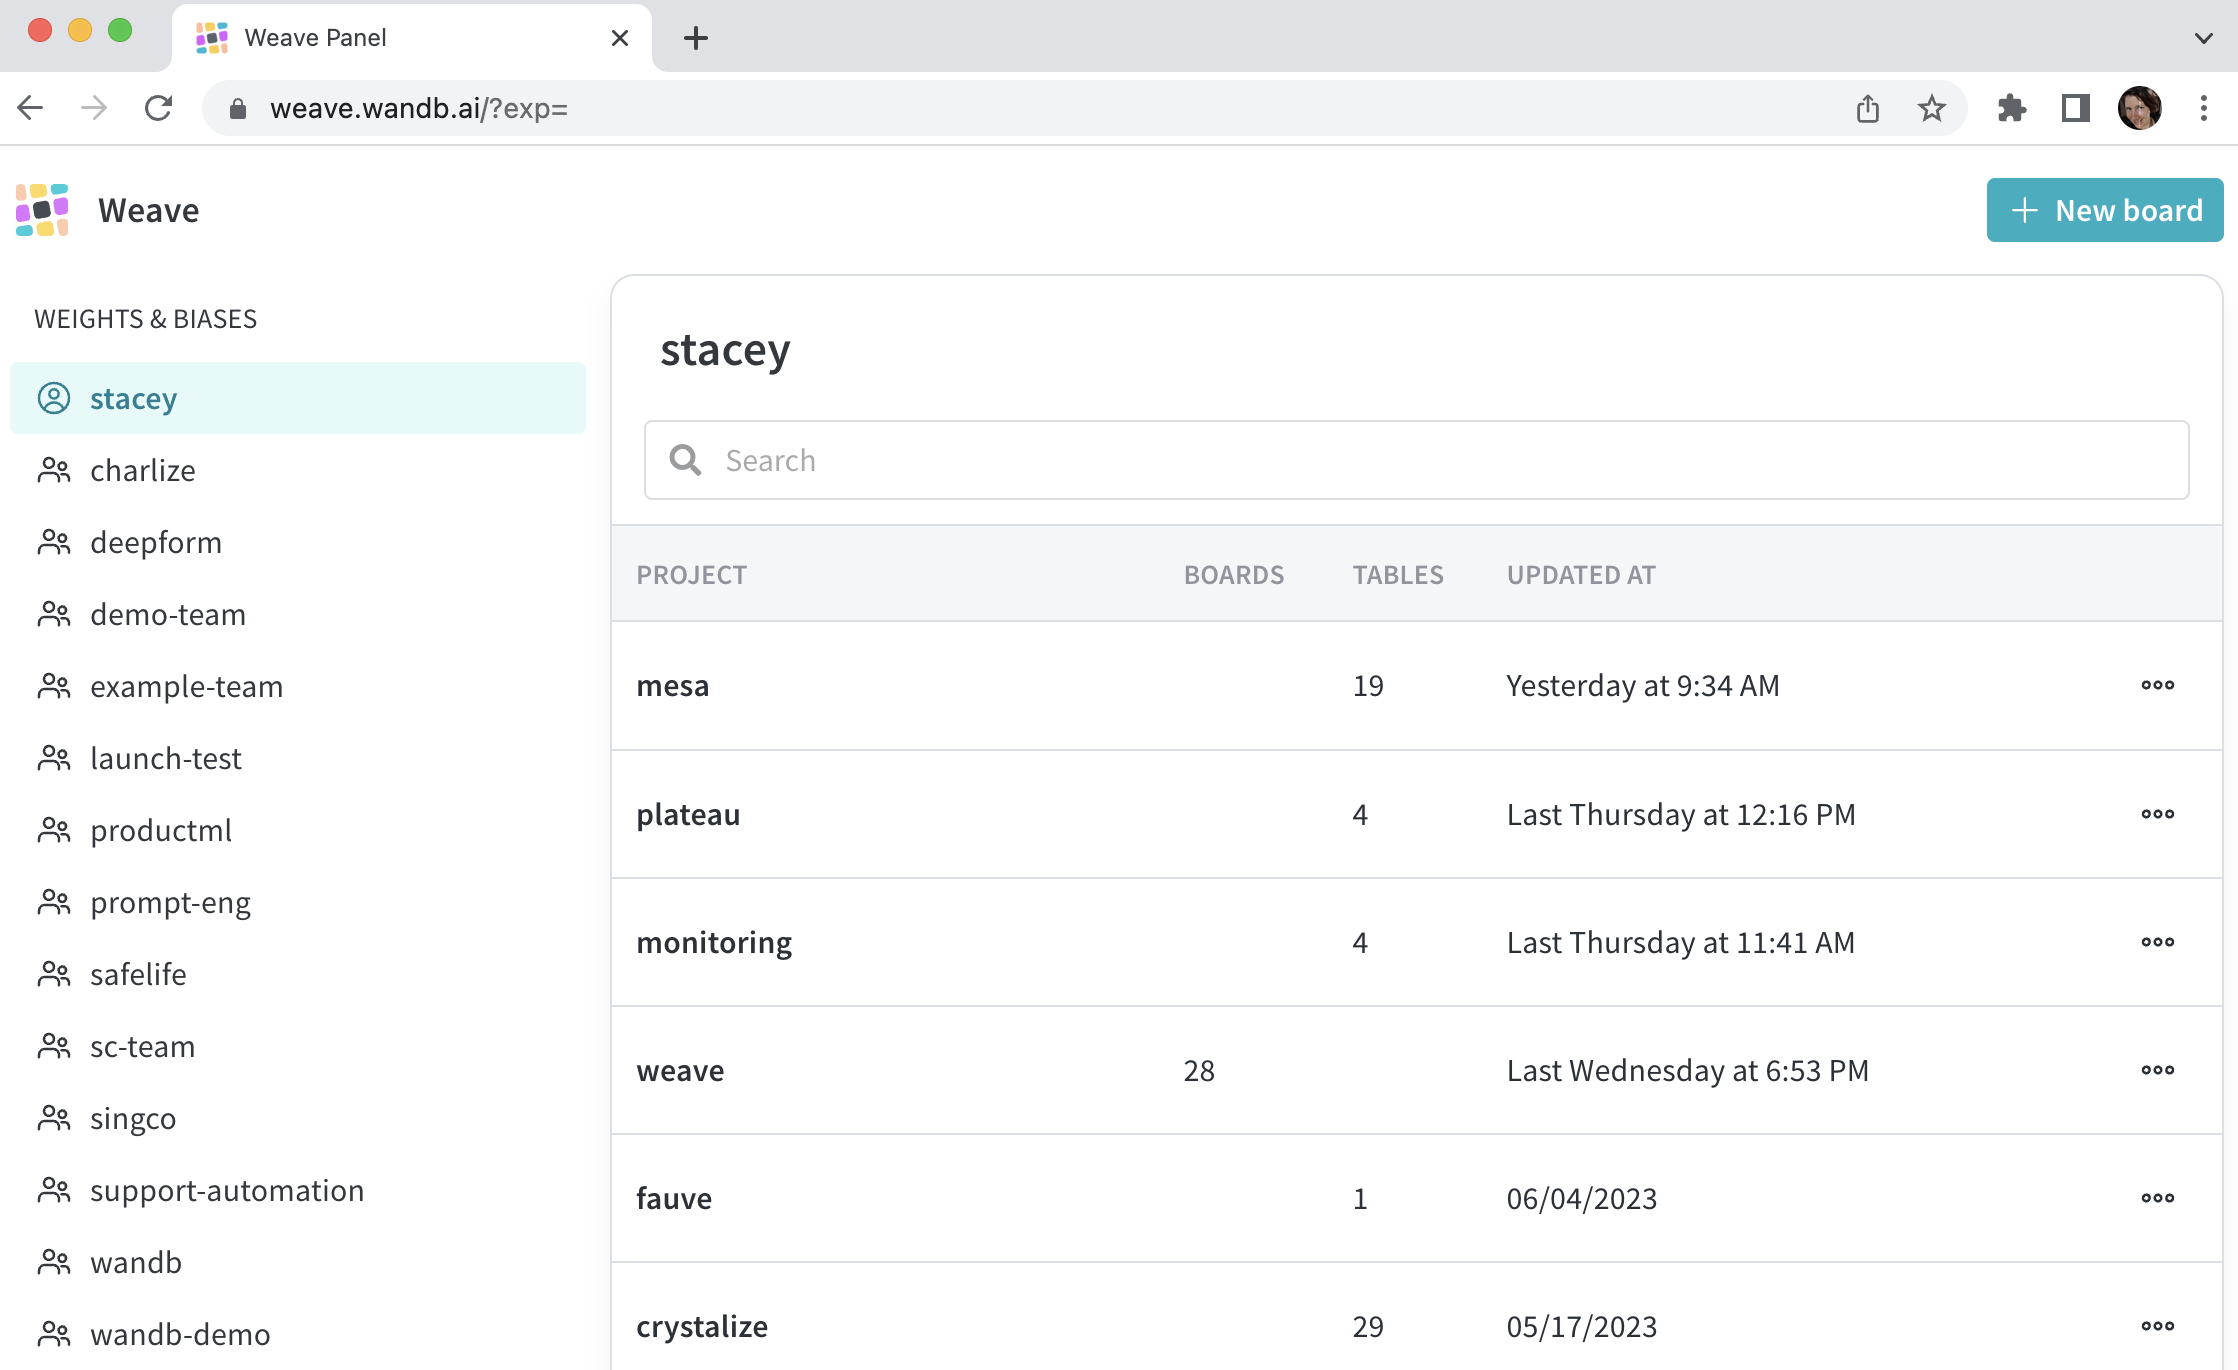 Weave Panel
weave.wandb.ai/?exp=
Weave
New board
WEIGHTS & BIASES
stacey
charlize
deepform
demo-team
example-team
launch-test
productml
prompt-eng
safelife
sc-team
singco
support-automation
wandb
wandb-demo
stacey
Search
PROJECT BOARDS TABLES UPDATED AT
mesa 19 Yesterday at 9:34 AM
plateau 4 Last Thursday at 12:16 PM
monitoring 4 Last Thursday at 11:41 AM
weave 28 Last Wednesday at 6:53 PM
fauve 1 06/04/2023
crystalize 29 05/17/2023